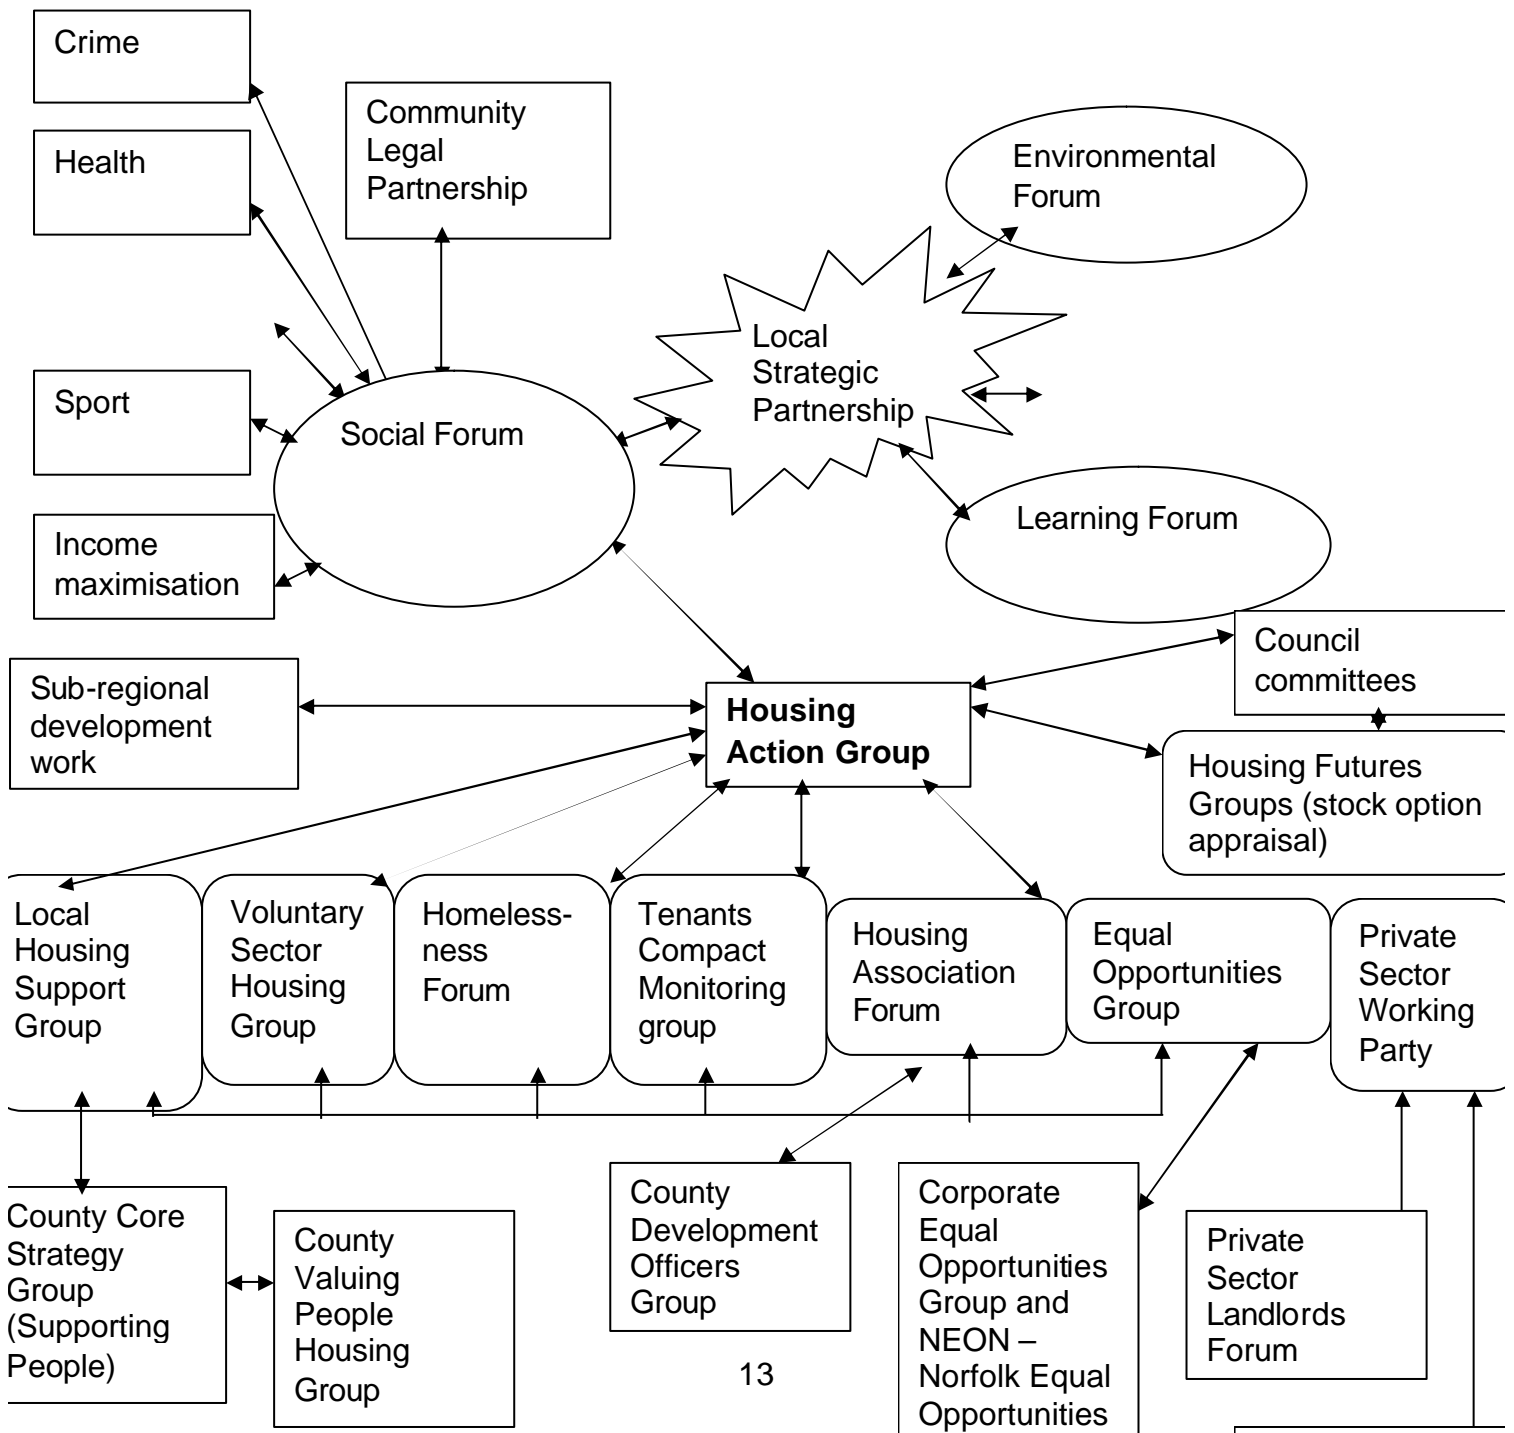 Crime
Community
Legal
Partnership
Health
Environmental
Forum
Local
Strategic
Partnership
Sport
Social Forum
Learning Forum
Income
maximisation
Council
committees
Sub-regional
development
work
Housing
Action Group
Housing Futures
Groups (stock option
appraisal)
Local
Housing
Support
Group
Voluntary
Sector
Housing
Group
Homeless-
ness
Forum
Tenants
Compact
Monitoring
group
Housing
Association
Forum
Equal
Opportunities
Group
Private
Sector
Working
Party
County Core
Strategy
Group
(Supporting
People)
County
Valuing
People
Housing
Group
County
Development
Officers
Group
Corporate
Equal
Opportunities
Group and
NEON –
Norfolk Equal
Opportunities
Private
Sector
Landlords
Forum
13